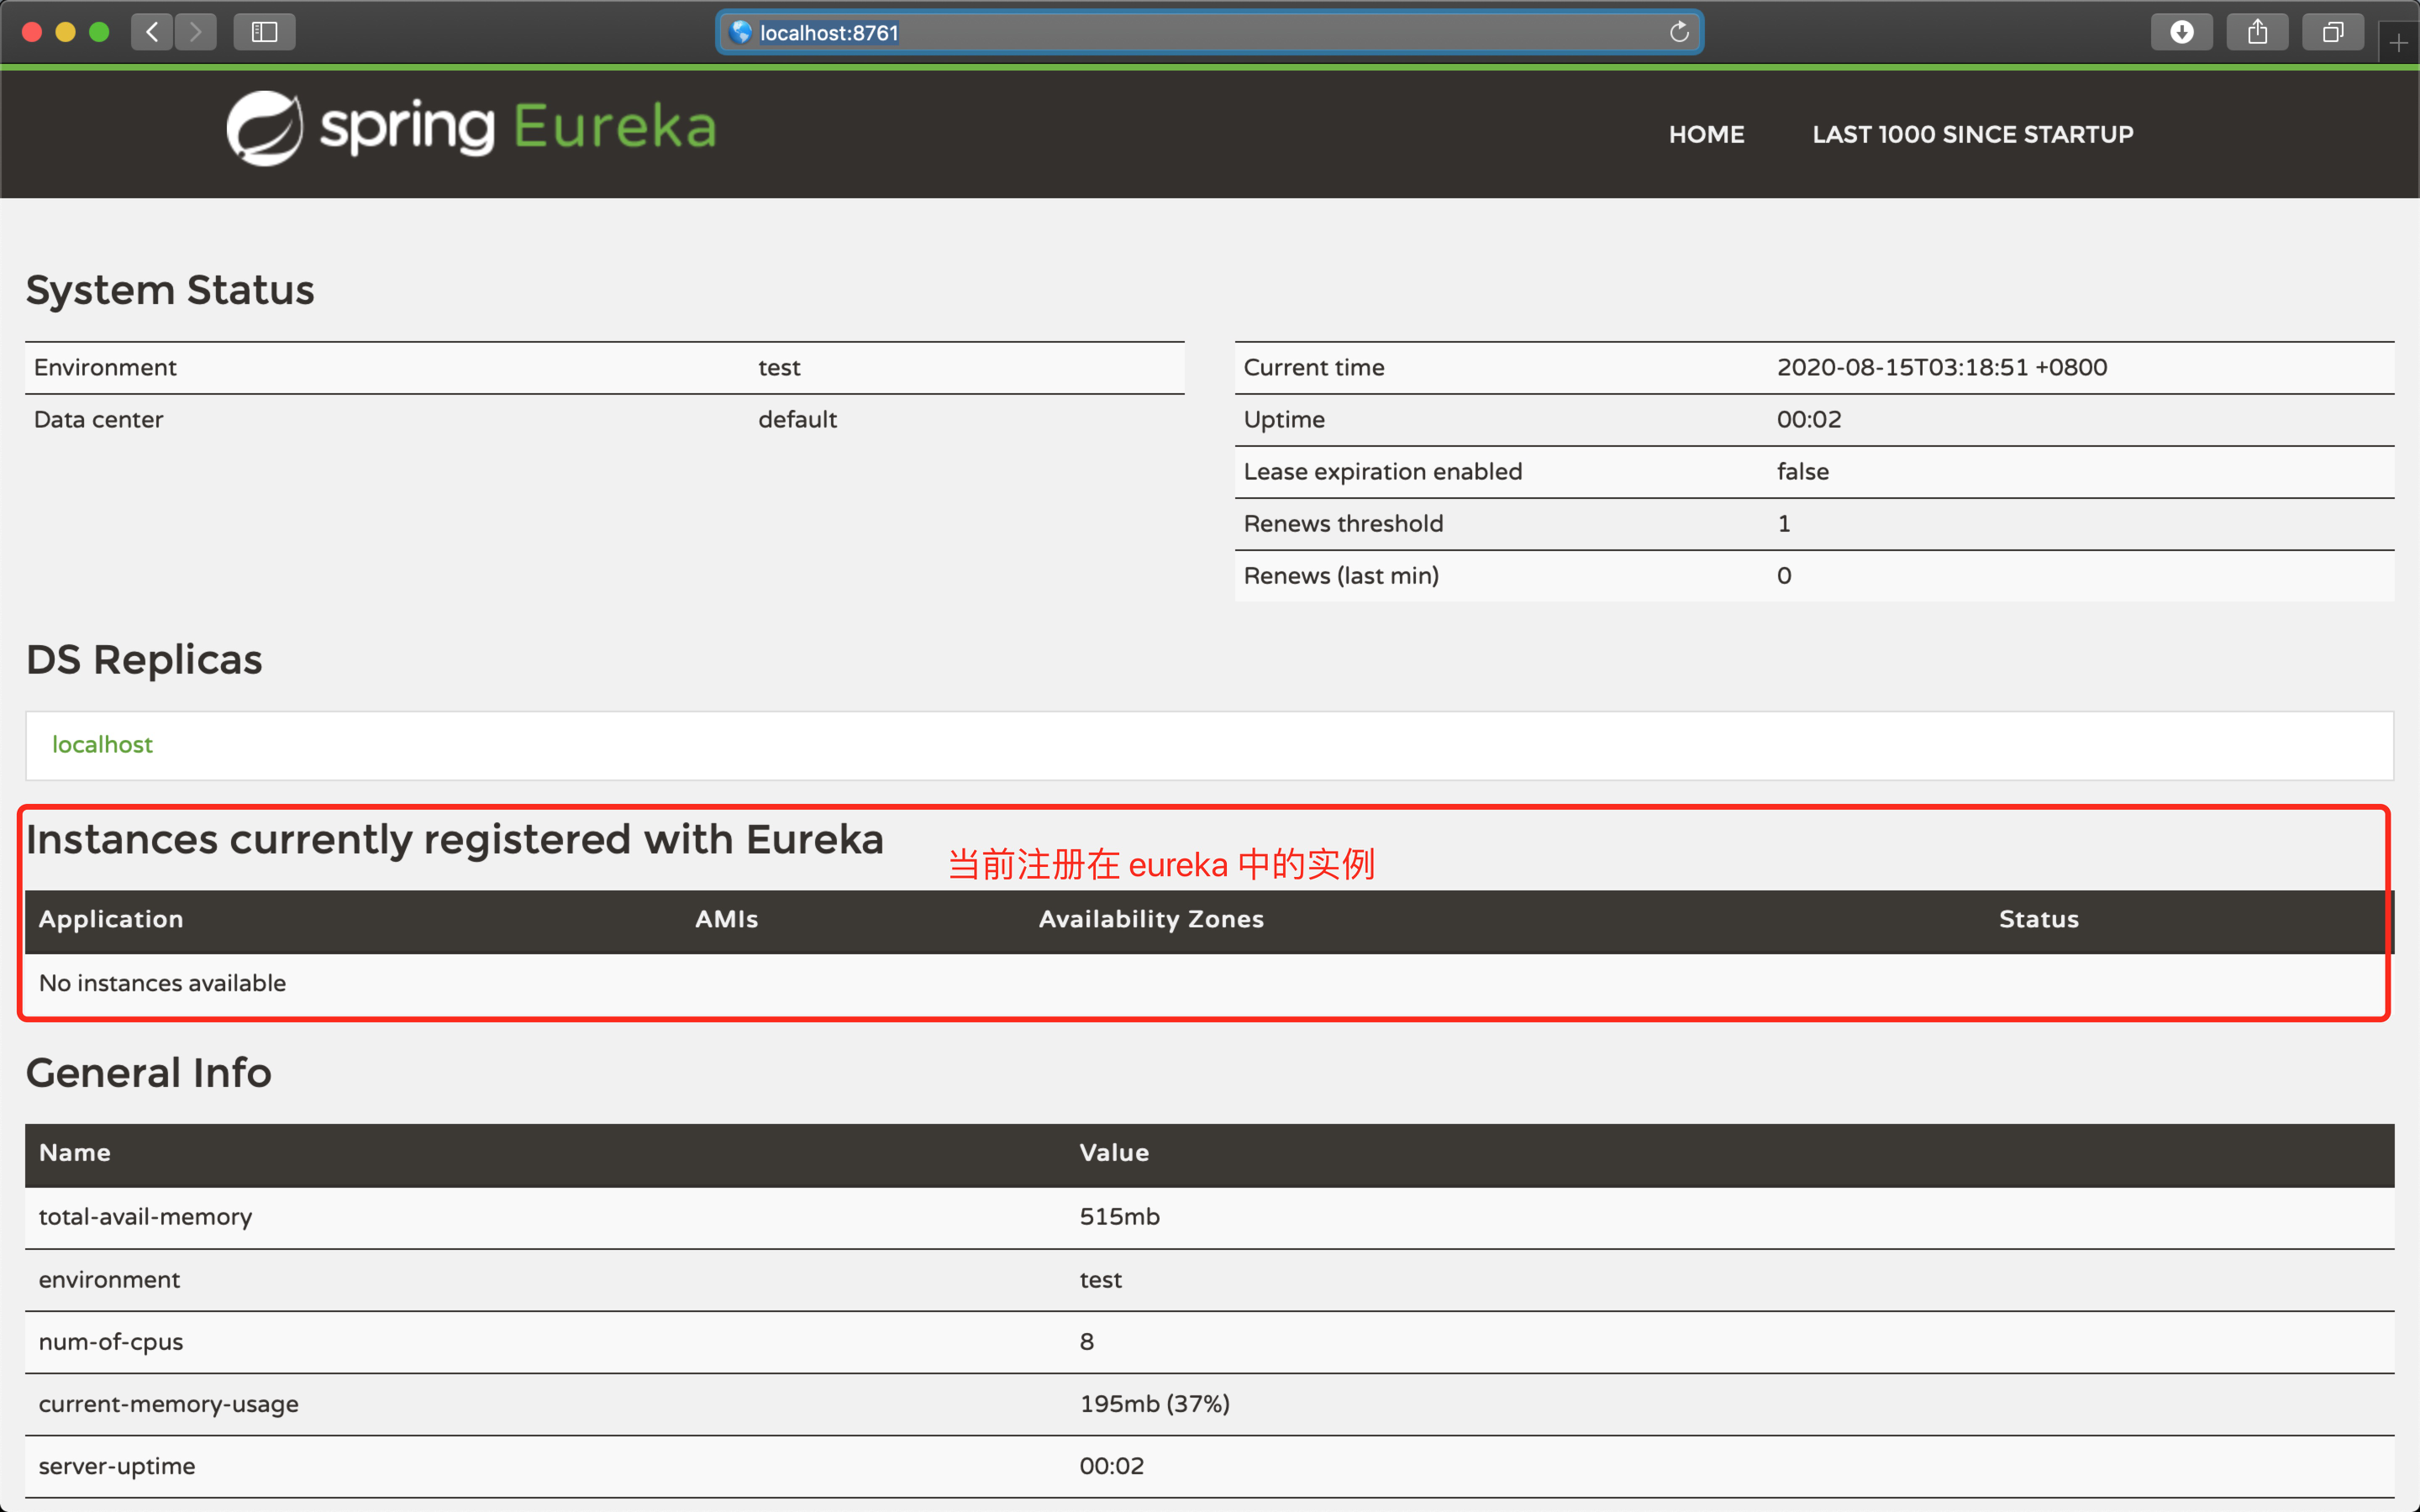 localhost:8761
spring Eureka
HOME LAST 1000 SINCE STARTUP
System Status
Environment test
Data center default
Current time 2020-08-15T03:18:51 +0800
Uptime 00:02
Lease expiration enabled false
Renews threshold 1
Renews (last min) 0
DS Replicas
localhost
Instances currently registered with Eureka
当前注册在 eureka 中的实例
Application AMIs Availability Zones Status
No instances available
General Info
Name Value
total-avail-memory 515mb
environment test
num-of-cpus 8
current-memory-usage 195mb (37%)
server-uptime 00:02